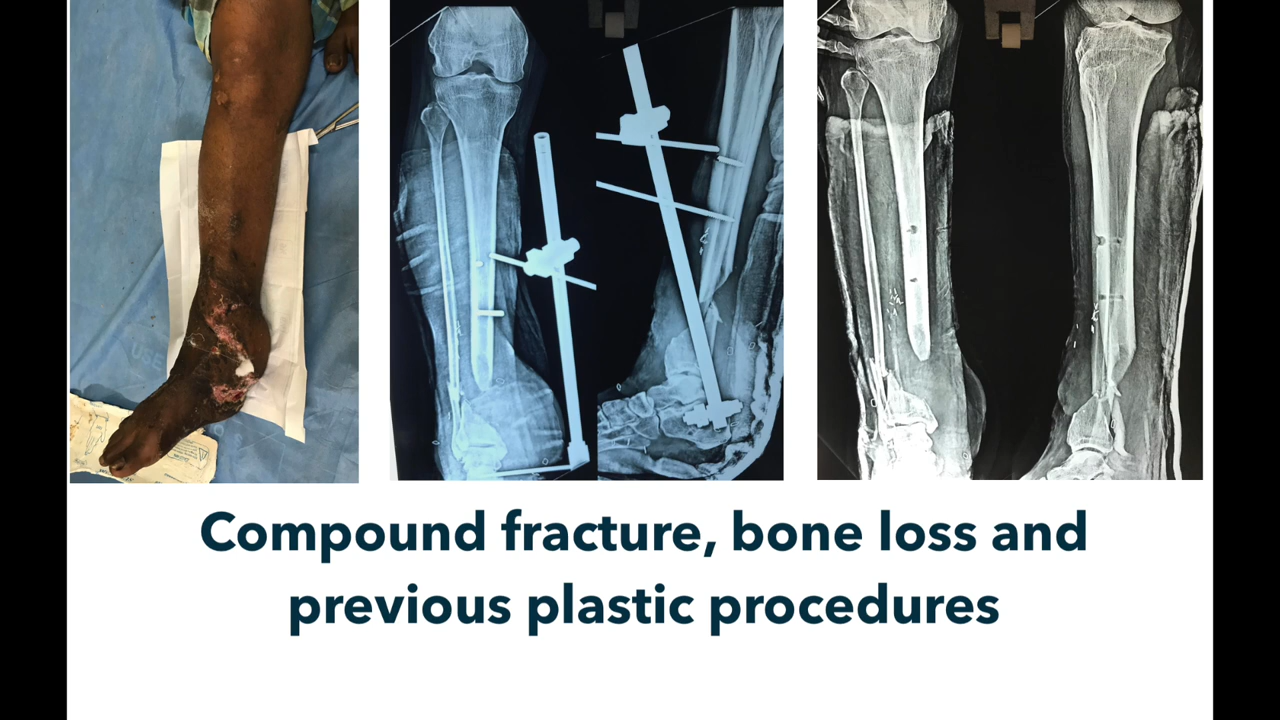 Compound fracture, bone loss and
previous plastic procedures